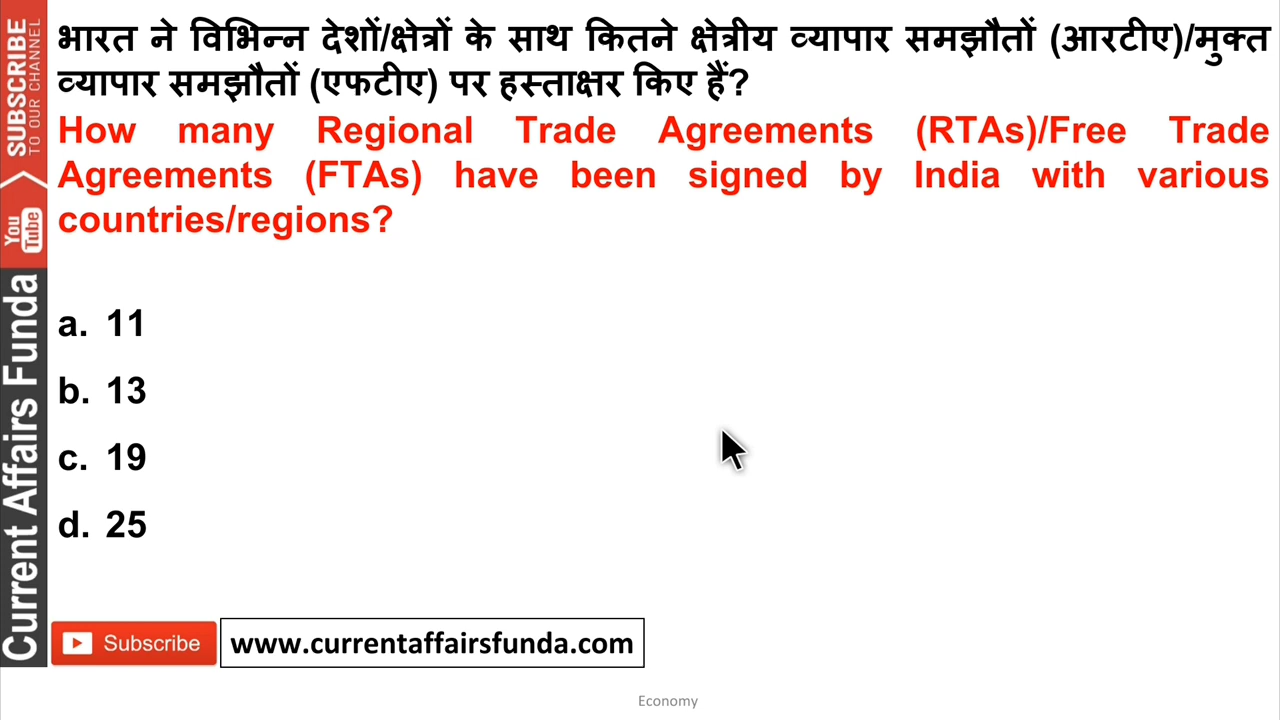 भारत ने विभिन्न देशों/क्षेत्रों के साथ कितने क्षेत्रीय व्यापार समझौतों (आरटीए)/मुक्त
व्यापार समझौतों (एफटीए) पर हस्ताक्षर किए हैं?
How many Regional Trade Agreements (RTAs)/Free Trade
Agreements (FTAs) have been signed by India with various
countries/regions?
a. 11
b. 13
c. 19
d. 25
SUBSCRIBE
TO OUR CHANNEL
You
Tube
Current Affairs Funda
Subscribe
www.currentaffairsfunda.com
Economy